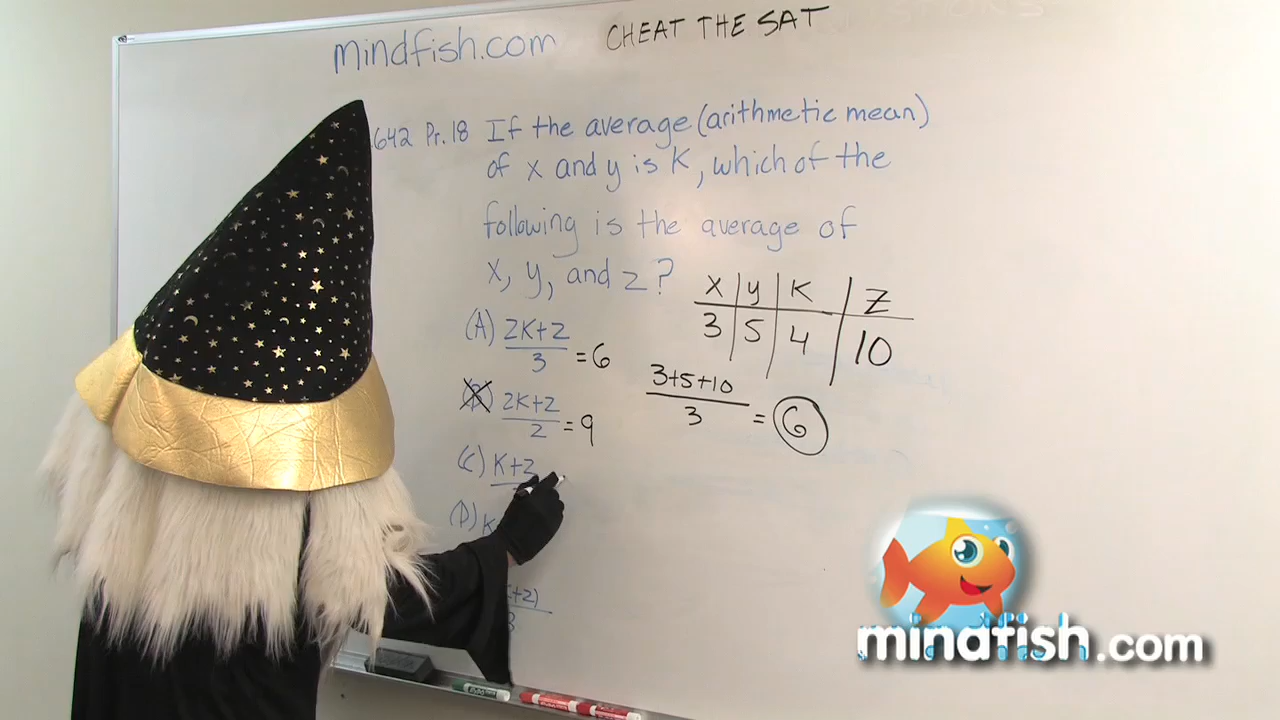 mindfish.com CHEAT THE SAT
642 Pr.18 If the average (arithmetic mean)
of x and y is K, which of the
following is the average of
x, y, and z?
x y K z
3 5 4 10
(A) 2K+z
3 = 6
3+5+10
3 = 6
2K+z
2 = 9
(C) K+z
(D) K
+z)
3
mindfish.com